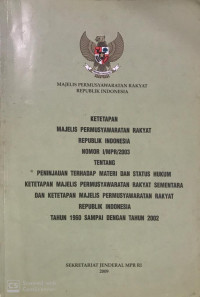 MAJELIS PERMUSYAWARATAN RAKYAT
REPUBLIK INDONESIA
KETETAPAN
MAJELIS PERMUSYAWARATAN RAKYAT
REPUBLIK INDONESIA
NOMOR I/MPR/2003
TENTANG
" PENINJAUAN TERHADAP MATERI DAN STATUS HUKUM
KETETAPAN MAJELIS PERMUSYAWARATAN RAKYAT SEMENTARA
DAN KETETAPAN MAJELIS PERMUSYAWARATAN RAKYAT
REPUBLIK INDONESIA
TAHUN 1960 SAMPAI DENGAN TAHUN 2002
SEKRETARIAT JENDERAL MPR RI
2009